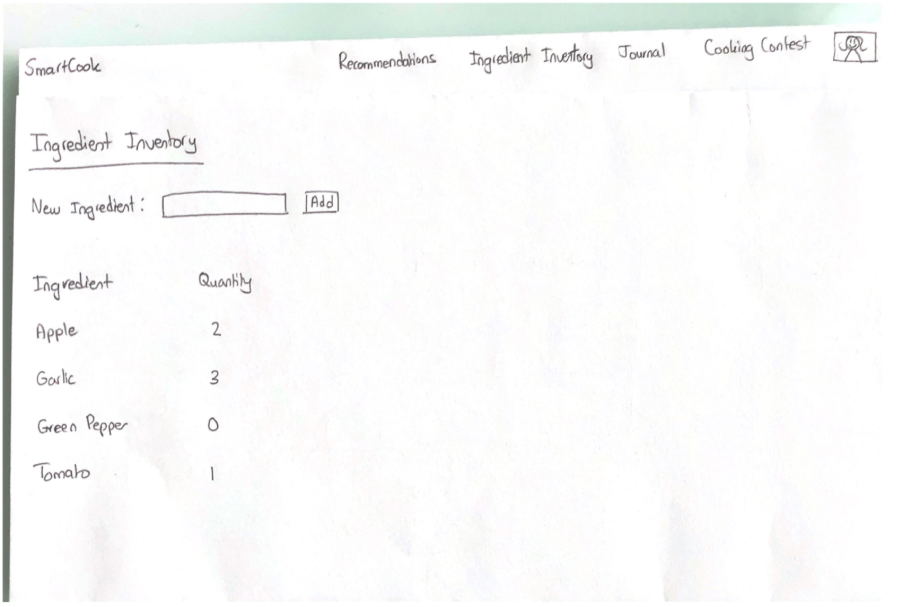 SmartCook Recommendations Ingredient Inventory Journal Cooking Contest
Ingredient Inventory
New Ingredient: Add
Ingredient Quantity
Apple 2
Garlic 3
Green Pepper 0
Tomato 1